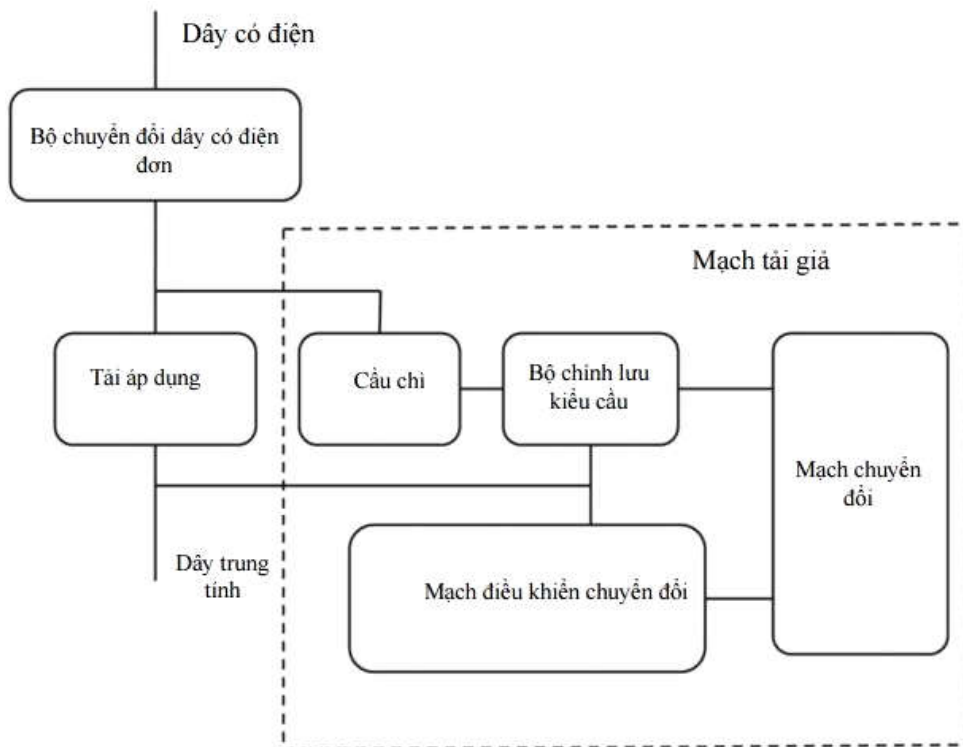 Dây có điện
Bộ chuyển đổi dây có điện
đơn
Mạch tải giả
Tải áp dụng
Cầu chì
Bộ chỉnh lưu
kiểu cầu
Mạch chuyển
đổi
Dây trung
tính
Mạch điều khiển chuyển đổi